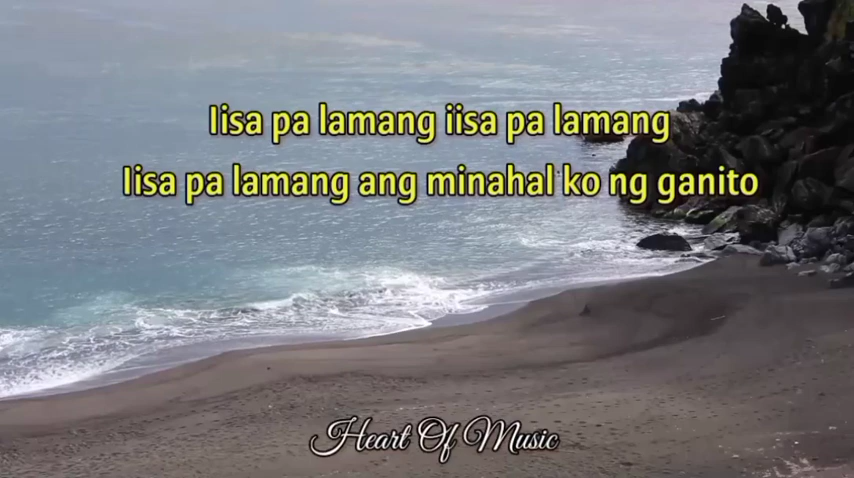 Iisa pa lamang iisa pa lamang
Iisa pa lamang ang minahal ko ng ganito
Heart Of Music